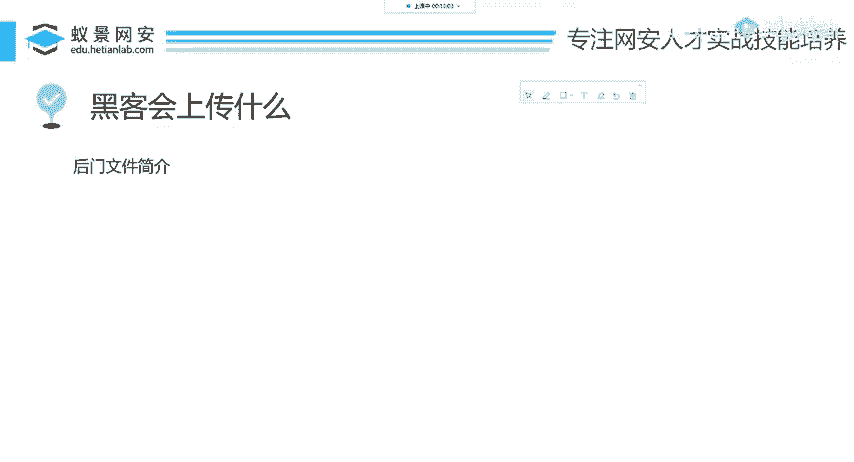 蚁景网安
edu.hetianlab.com
专注网安人才实战技能培养
黑客会上传什么
后门文件简介